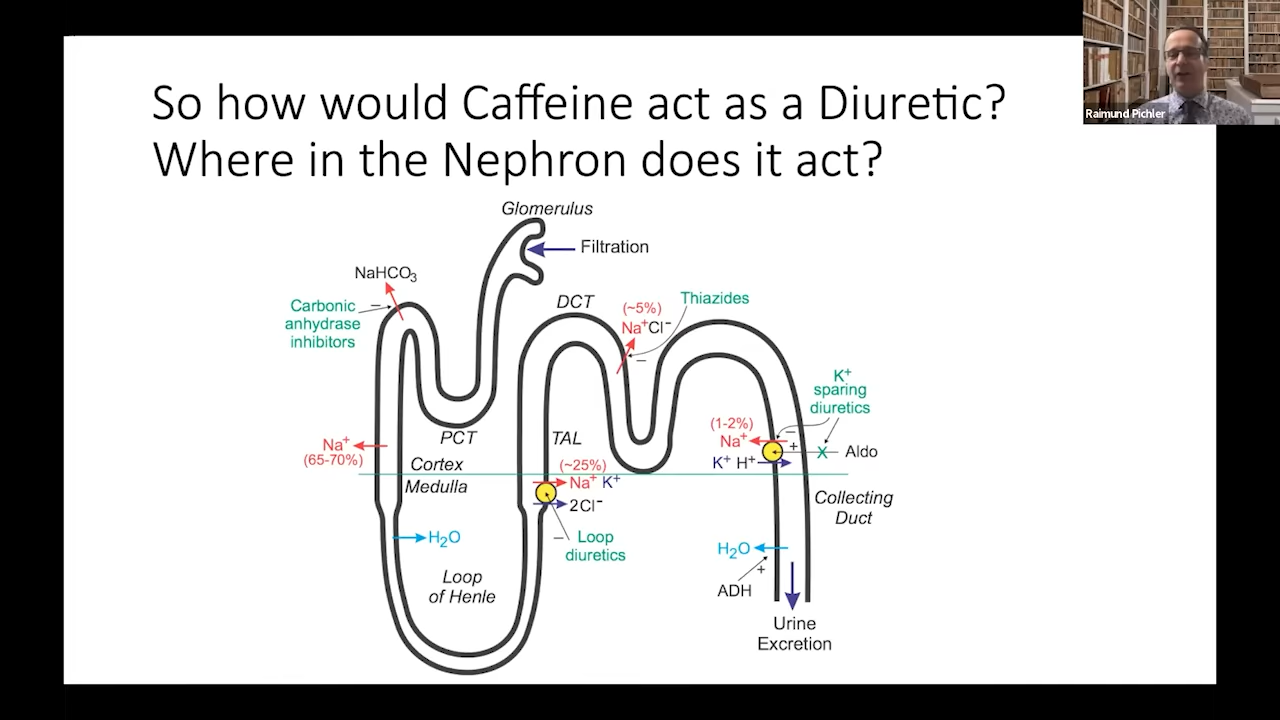 So how would Caffeine act as a Diuretic?
Where in the Nephron does it act?
Raimund Pichler
Glomerulus
Filtration
NaHCO₃
Carbonic
anhydrase
inhibitors
−
DCT
(~5%)
Na⁺Cl⁻
−
Thiazides
K⁺
sparing
diuretics
Na⁺
(65-70%)
PCT
Cortex
Medulla
TAL
(~25%)
Na⁺ K⁺
2Cl⁻
−
Loop
diuretics
(1-2%)
Na⁺
K⁺ H⁺
−
+
X
Aldo
Collecting
Duct
H₂O
Loop
of Henle
H₂O
+
ADH
Urine
Excretion